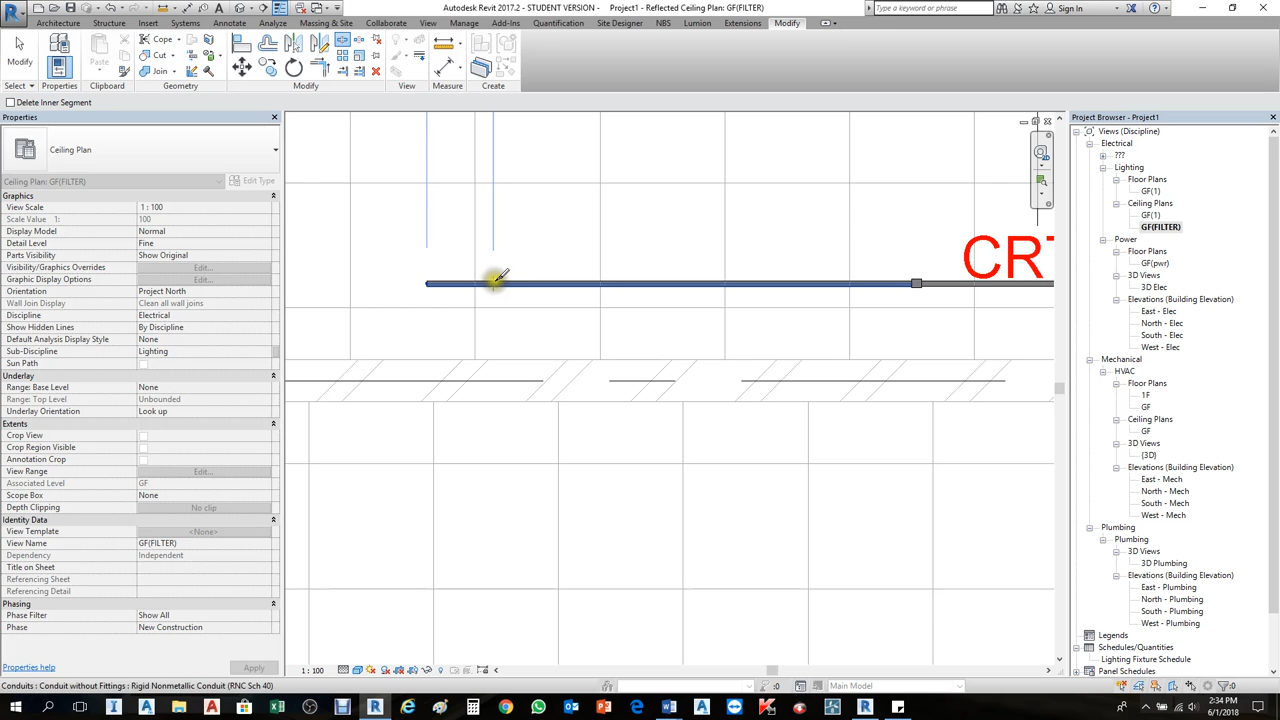 Autodesk Revit 2017.2 - STUDENT VERSION - Project1 - Reflected Ceiling Plan: GF(FILTER)
Type a keyword or phrase
Sign In
Architecture Structure Systems Insert Annotate Analyze Massing & Site Collaborate View Manage Add-Ins Quantification Site Designer NBS Lumion Extensions Modify
Modify Paste Cope Cut Join
Select Properties Clipboard Geometry Modify View Measure Create
Delete Inner Segment
Properties
Ceiling Plan
Ceiling Plan: GF(FILTER) Edit Type
Graphics
View Scale 1 : 100
Scale Value 1: 100
Display Model Normal
Detail Level Fine
Parts Visibility Show Original
Visibility/Graphics Overrides Edit...
Graphic Display Options Edit...
Orientation Project North
Wall Join Display Clean all wall joins
Discipline Electrical
Show Hidden Lines By Discipline
Default Analysis Display Style None
Sub-Discipline Lighting
Sun Path
Underlay
Range: Base Level None
Range: Top Level Unbounded
Underlay Orientation Look up
Extents
Crop View
Crop Region Visible
Annotation Crop
View Range Edit...
Associated Level GF
Scope Box None
Depth Clipping No clip
Identity Data
View Template <None>
View Name GF(FILTER)
Dependency Independent
Title on Sheet
Referencing Sheet
Referencing Detail
Phasing
Phase Filter Show All
Phase New Construction
Properties help Apply
CRT
1 : 100
Project Browser - Project1
Views (Discipline)
Electrical
???
Lighting
Floor Plans
GF(1)
Ceiling Plans
GF(1)
GF(FILTER)
Power
Floor Plans
GF(pwr)
3D Views
3D Elec
Elevations (Building Elevation)
East - Elec
North - Elec
South - Elec
West - Elec
Mechanical
HVAC
Floor Plans
1F
GF
Ceiling Plans
GF
3D Views
{3D}
Elevations (Building Elevation)
East - Mech
North - Mech
South - Mech
West - Mech
Plumbing
Plumbing
3D Views
3D Plumbing
Elevations (Building Elevation)
East - Plumbing
North - Plumbing
South - Plumbing
West - Plumbing
Legends
Schedules/Quantities
Lighting Fixture Schedule
Panel Schedules
Conduits : Conduit without Fittings : Rigid Nonmetallic Conduit (RNC Sch 40)
:0 Main Model :0
2:34 PM
6/1/2018